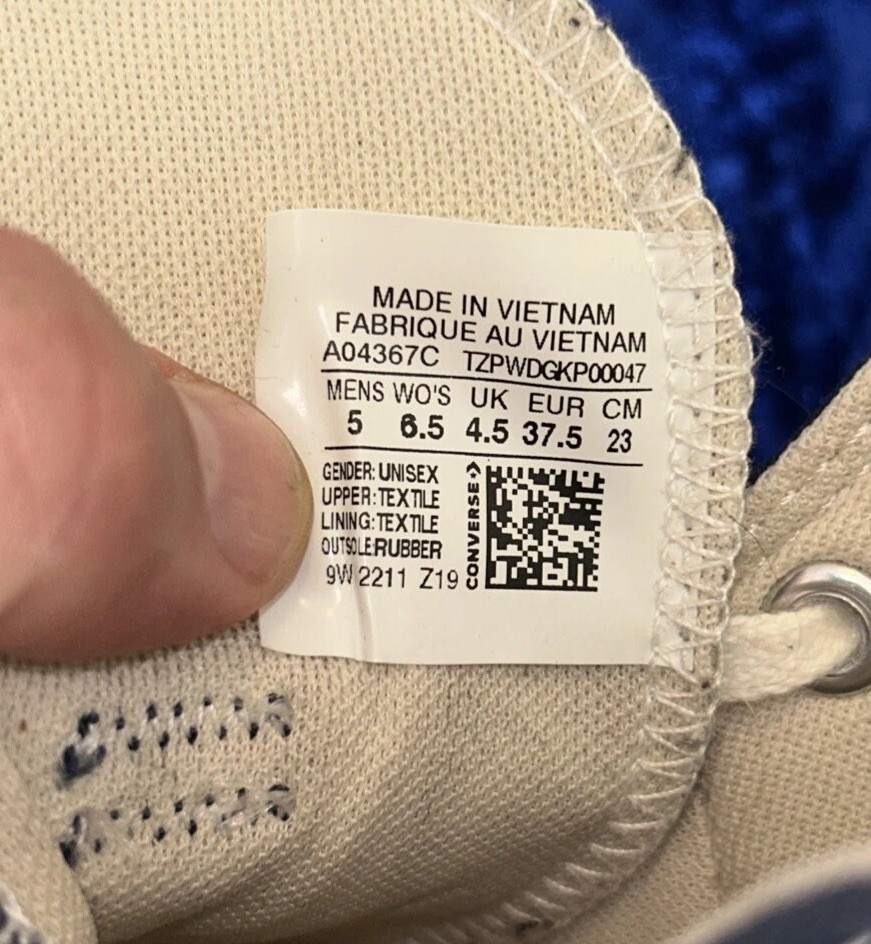 MADE IN VIETNAM
FABRIQUE AU VIETNAM
A04367C TZPWDGKP00047
MENS WO'S UK EUR CM
5 6.5 4.5 37.5 23
GENDER: UNISEX
UPPER: TEXTILE
LINING: TEXTILE
OUTSOLE: RUBBER
9W 2211 Z19
CONVERSE